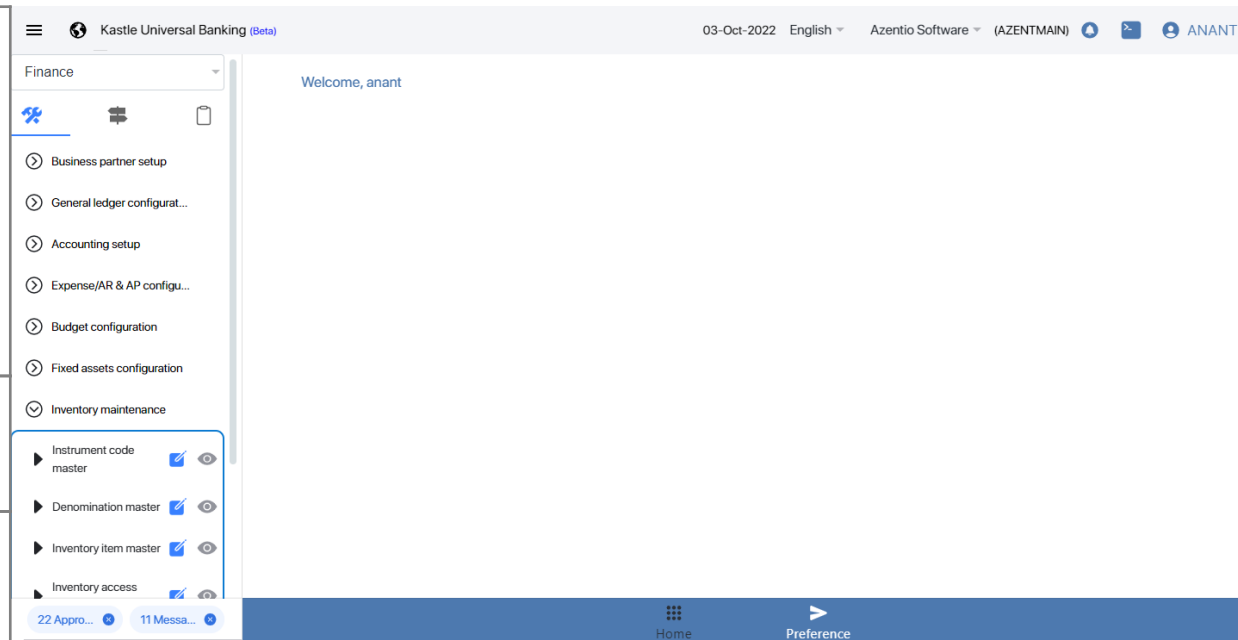 Kastle Universal Banking (Beta)
03-Oct-2022 English Azentio Software (AZENTMAIN) ANANT
Finance
Welcome, anant
Business partner setup
General ledger configurat...
Accounting setup
Expense/AR & AP configu...
Budget configuration
Fixed assets configuration
Inventory maintenance
Instrument code
master
Denomination master
Inventory item master
Inventory access
22 Appro...
11 Messa...
Home
Preference